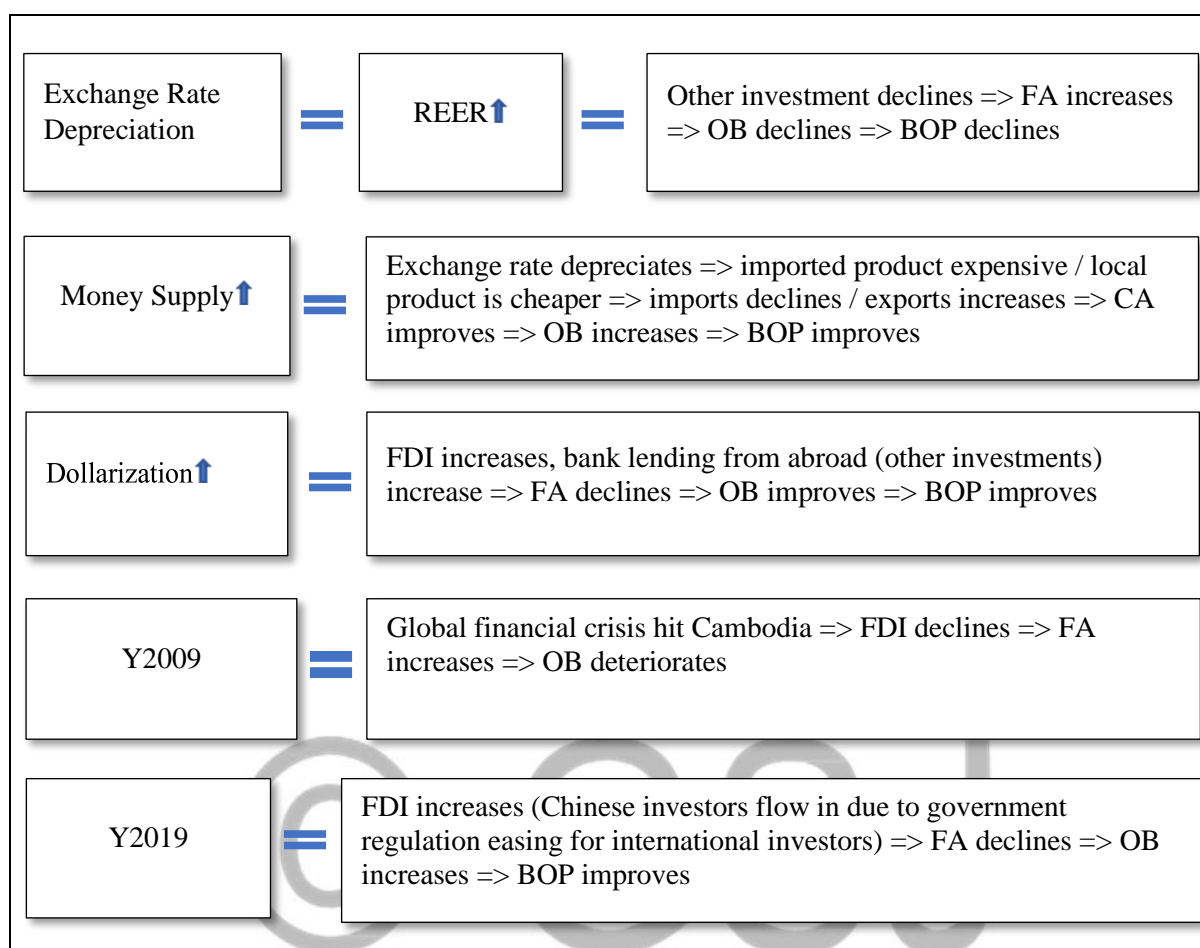 Exchange Rate
Depreciation
REER
Other investment declines => FA increases
=> OB declines => BOP declines
Money Supply
Exchange rate depreciates => imported product expensive / local
product is cheaper => imports declines / exports increases => CA
improves => OB increases => BOP improves
Dollarization
FDI increases, bank lending from abroad (other investments)
increase => FA declines => OB improves => BOP improves
Y2009
Global financial crisis hit Cambodia => FDI declines => FA
increases => OB deteriorates
Y2019
FDI increases (Chinese investors flow in due to government
regulation easing for international investors) => FA declines => OB
increases => BOP improves
© GSJ